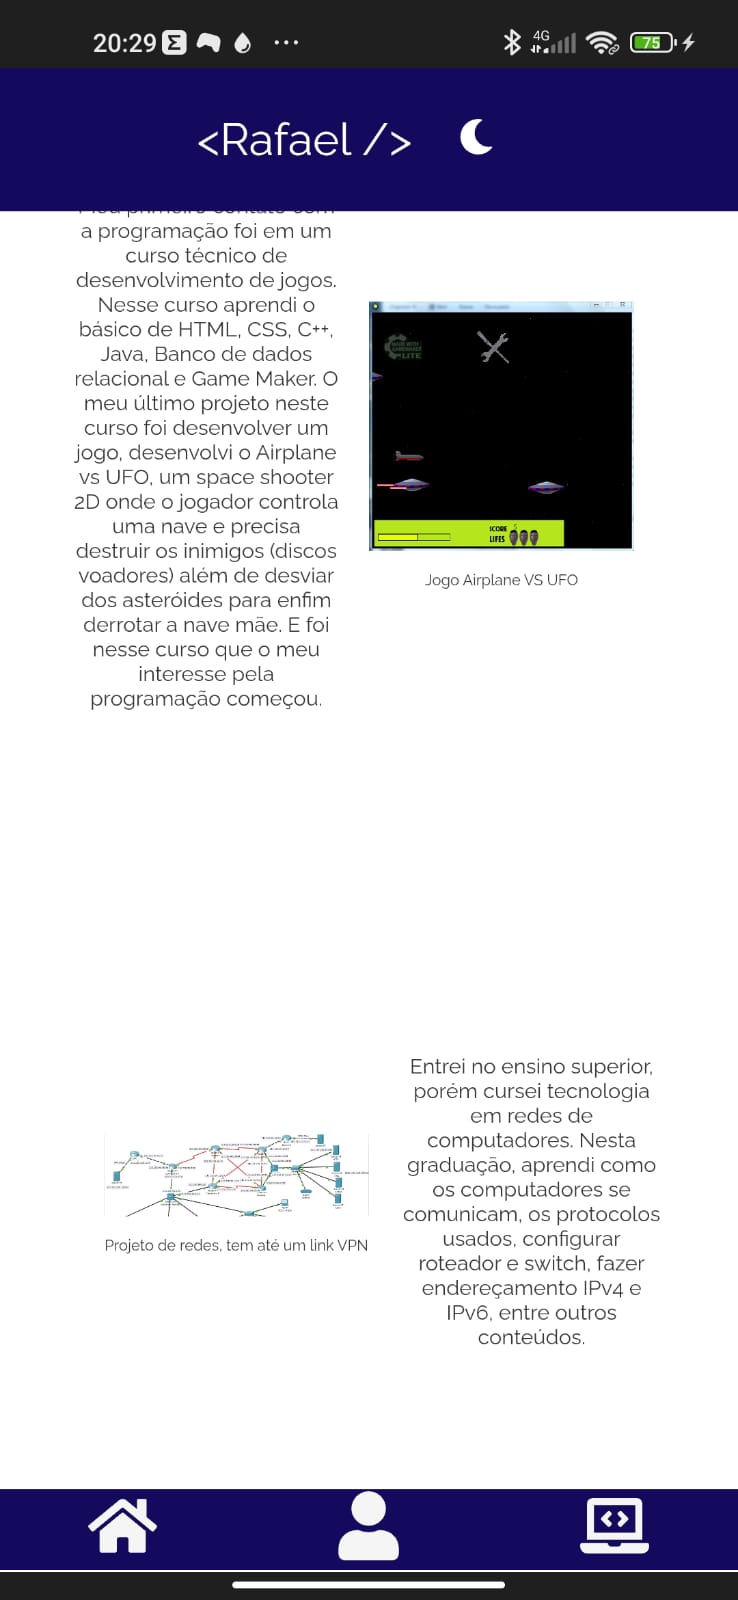 20:29
4G
75
<Rafael />
Meu primeiro contato com
a programação foi em um
curso técnico de
desenvolvimento de jogos.
Nesse curso aprendi o
básico de HTML, CSS, C++,
Java, Banco de dados
relacional e Game Maker. O
meu último projeto neste
curso foi desenvolver um
jogo, desenvolvi o Airplane
vs UFO, um space shooter
2D onde o jogador controla
uma nave e precisa
destruir os inimigos (discos
voadores) além de desviar
dos asteróides para enfim
derrotar a nave mãe. E foi
nesse curso que o meu
interesse pela
programação começou.
MADE WITH
GAMEMAKER
LITE
SCORE
LIFES
Jogo Airplane VS UFO
Projeto de redes, tem até um link VPN
Entrei no ensino superior,
porém cursei tecnologia
em redes de
computadores. Nesta
graduação, aprendi como
os computadores se
comunicam, os protocolos
usados, configurar
roteador e switch, fazer
endereçamento IPv4 e
IPv6, entre outros
conteúdos.